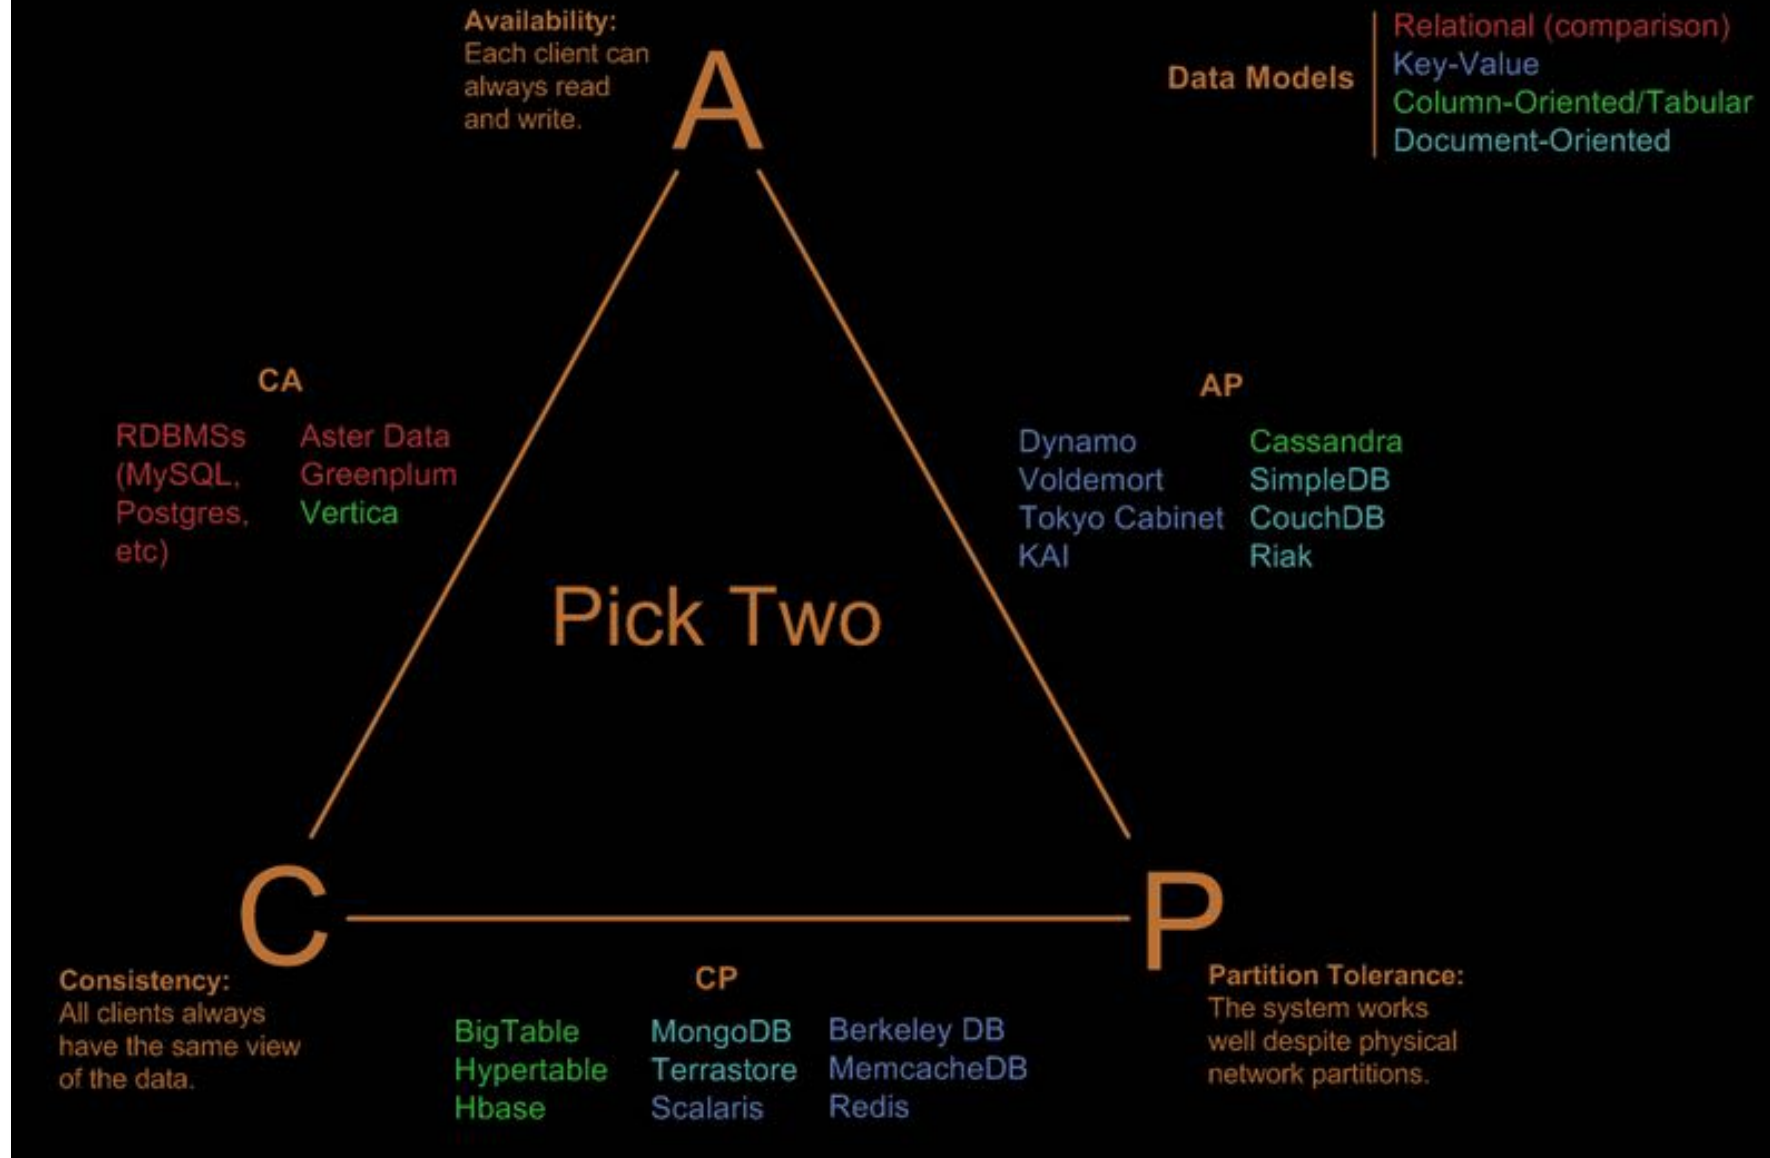 Availability:
Each client can
always read
and write.
A
Data Models
Relational (comparison)
Key-Value
Column-Oriented/Tabular
Document-Oriented
CA
RDBMSs
(MySQL,
Postgres,
etc)
Aster Data
Greenplum
Vertica
AP
Dynamo
Voldemort
Tokyo Cabinet
KAI
Cassandra
SimpleDB
CouchDB
Riak
Pick Two
C
Consistency:
All clients always
have the same view
of the data.
CP
BigTable
Hypertable
Hbase
MongoDB
Terrastore
Scalaris
Berkeley DB
MemcacheDB
Redis
P
Partition Tolerance:
The system works
well despite physical
network partitions.